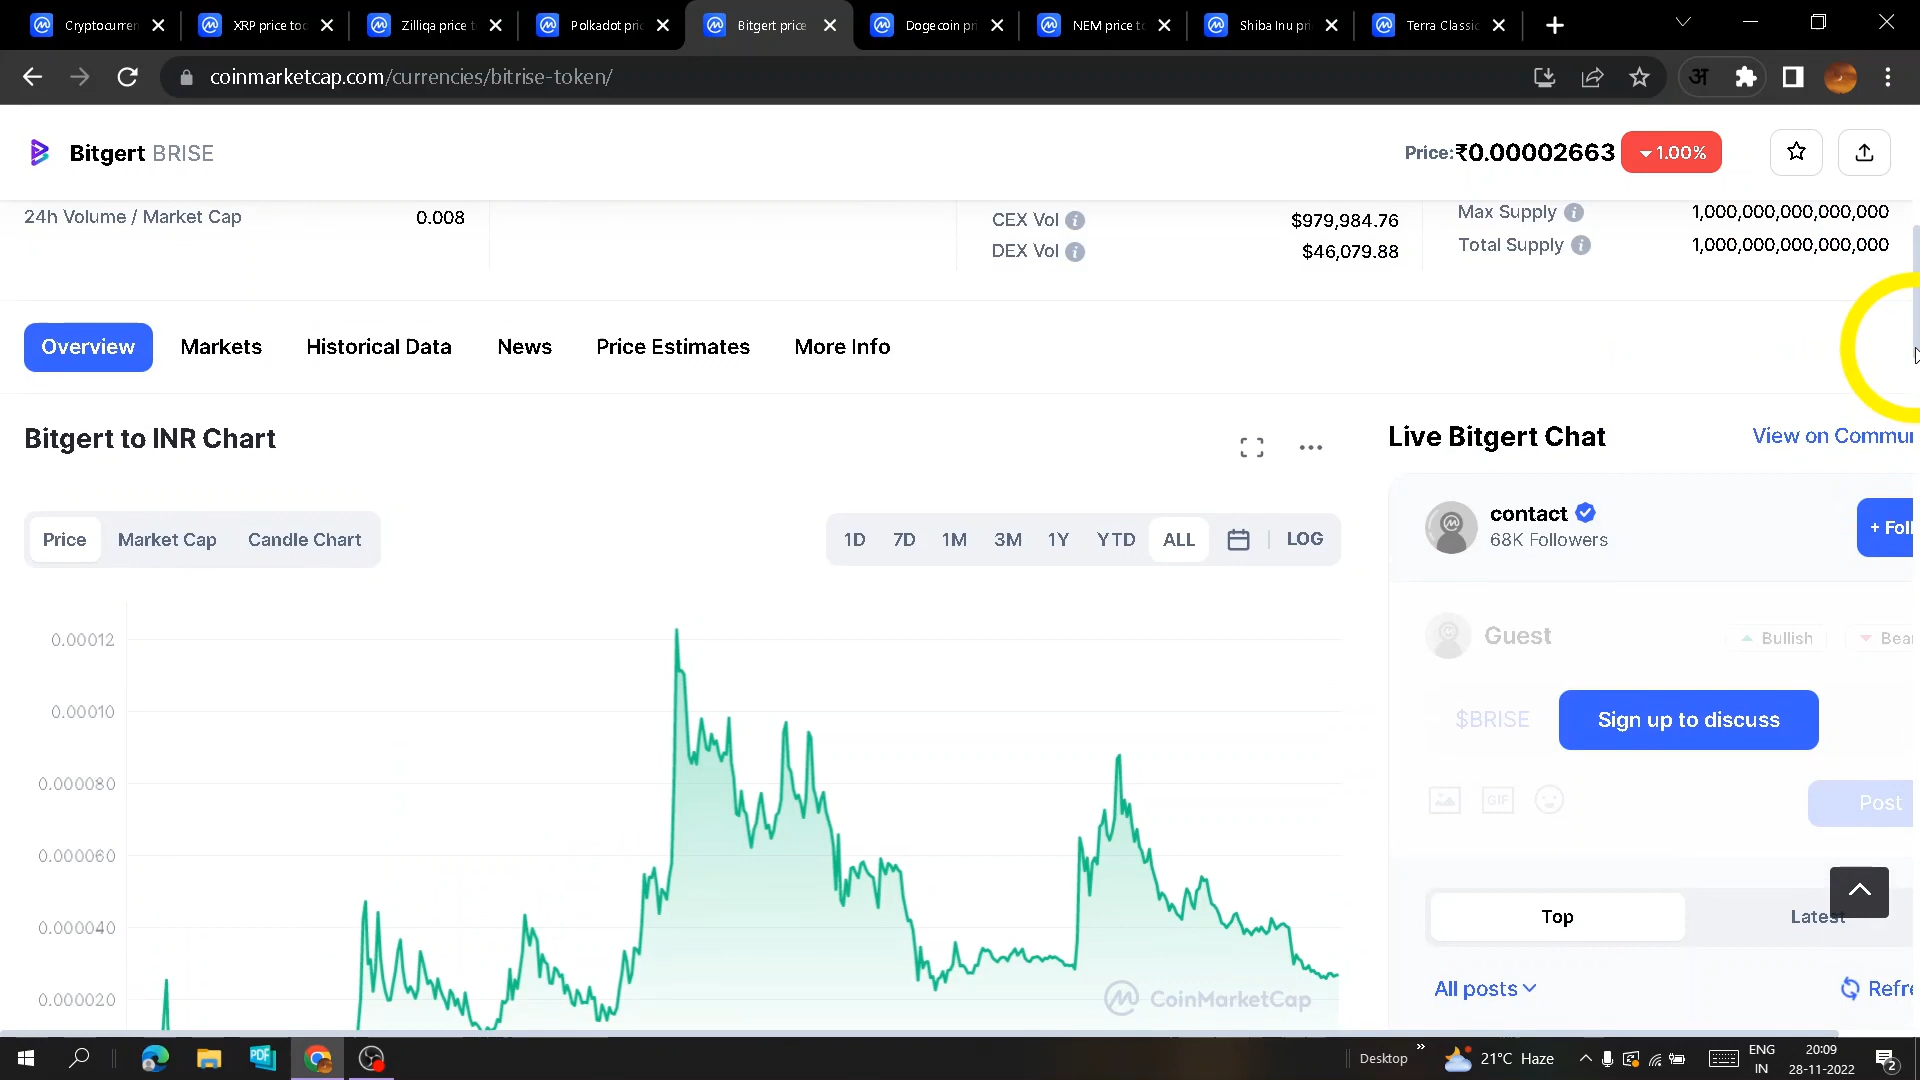 Cryptocurren
XRP price toc
Zilliqa price t
Polkadot pric
Bitgert price
Dogecoin pri
NEM price to
Shiba Inu pri
Terra Classic
coinmarketcap.com/currencies/bitrise-token/
अ
Bitgert BRISE
Price:₹0.00002663
1.00%
24h Volume / Market Cap 0.008
CEX Vol $979,984.76
DEX Vol $46,079.88
Max Supply 1,000,000,000,000,000
Total Supply 1,000,000,000,000,000
Overview Markets Historical Data News Price Estimates More Info
Bitgert to INR Chart
Price Market Cap Candle Chart
1D 7D 1M 3M 1Y YTD ALL LOG
0.00012
0.00010
0.000080
0.000060
0.000040
0.000020
CoinMarketCap
Live Bitgert Chat
View on Commun
contact
68K Followers
+ Foll
Guest
Bullish
Bear
$BRISE
Sign up to discuss
GIF
Post
Top
Latest
All posts
Refre
PDF
Desktop
21°C Haze
ENG
IN
20:09
28-11-2022
2